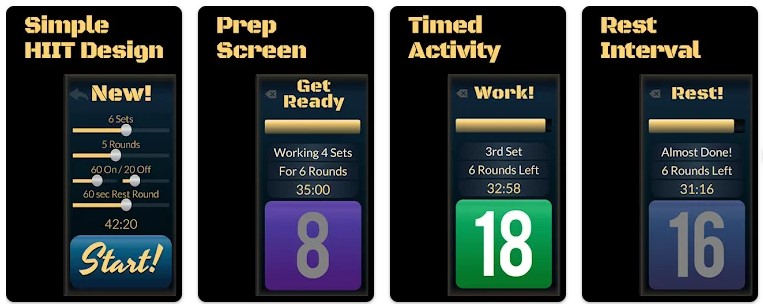 Simple
HIIT Design
New!
6 Sets
5 Rounds
60 On / 20 Off
60 sec Rest Round
42:20
Start!
Prep
Screen
Get
Ready
Working 4 Sets
For 6 Rounds
35:00
8
Timed
Activity
Work!
3rd Set
6 Rounds Left
32:58
18
Rest
Interval
Rest!
Almost Done!
6 Rounds Left
31:16
16